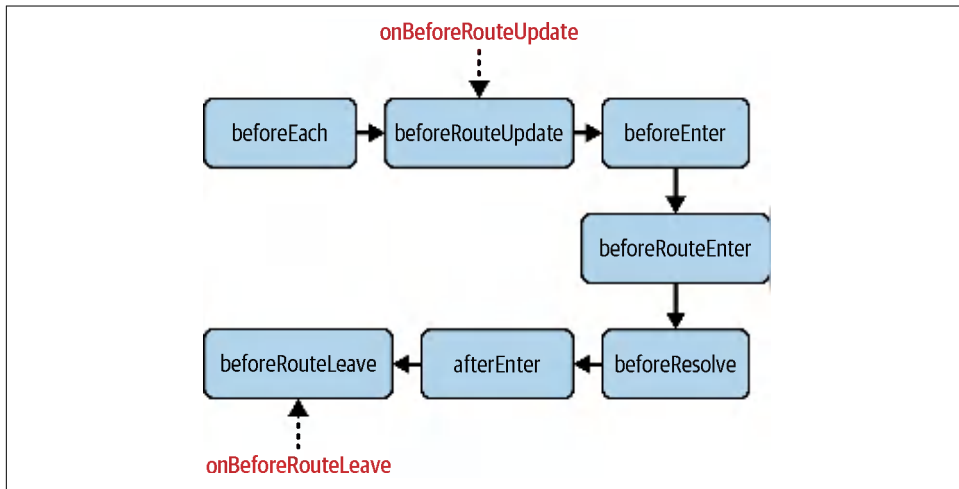 onBeforeRouteUpdate
beforeEach
beforeRouteUpdate
beforeEnter
beforeRouteEnter
beforeResolve
afterEnter
beforeRouteLeave
onBeforeRouteLeave